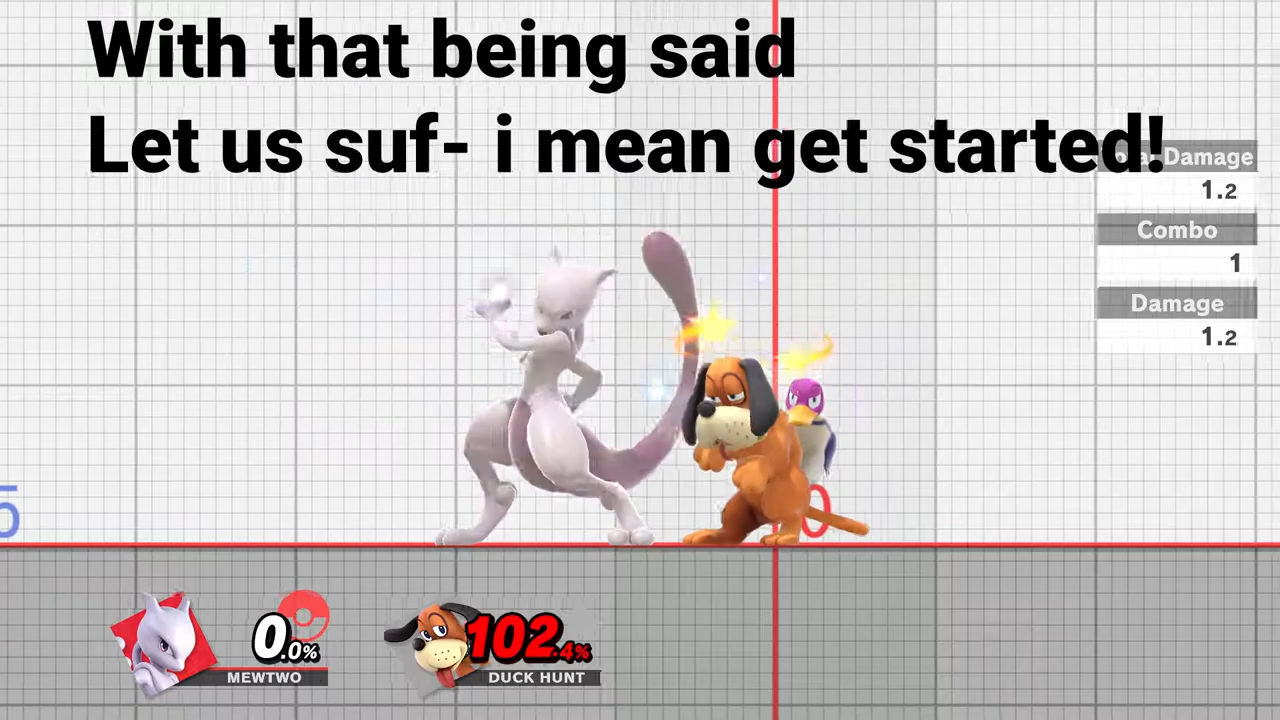 With that being said
Let us suf- i mean get started!
Damage
1.2
Combo
1
Damage
1.2
0
0.0%
MEWTWO
102.4%
DUCK HUNT